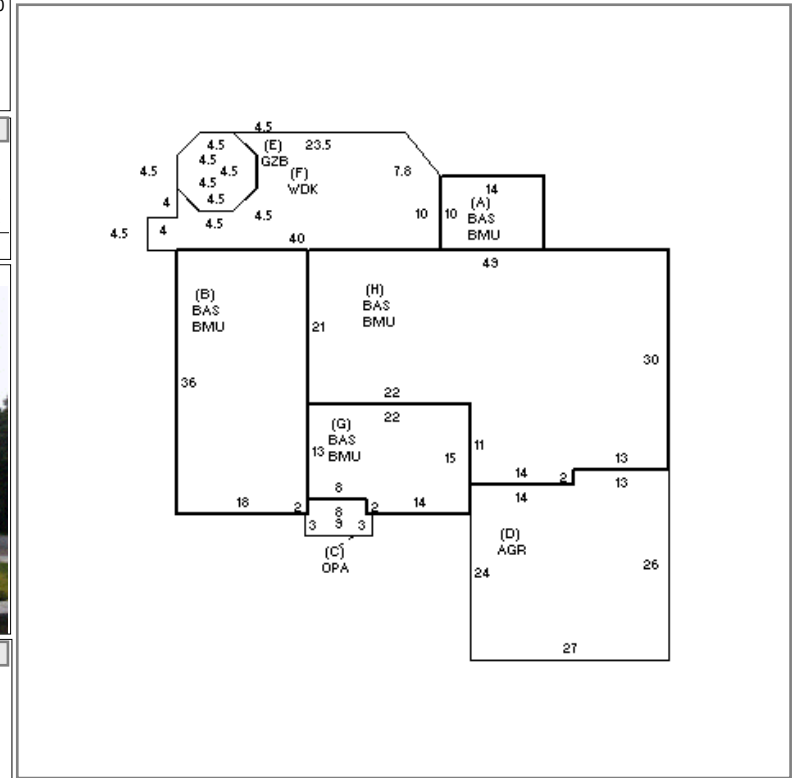 4.5
4.5 (E) 23.5
4.5 GZB
4.5 4.5 (F) 7.8
4.5 WDK
4.5 14
4 4.5 10 10 (A)
4.5 4.5 BAS
4.5 4 BMU
40
49
(B)
BAS
BMU
(H)
BAS
BMU
21
36
30
22
22
(G)
BAS
BMU
13
15
11
14
2
13
14
13
8
18
2
8
2
14
3
9
3
(C)
OPA
(D)
AGR
24
26
27